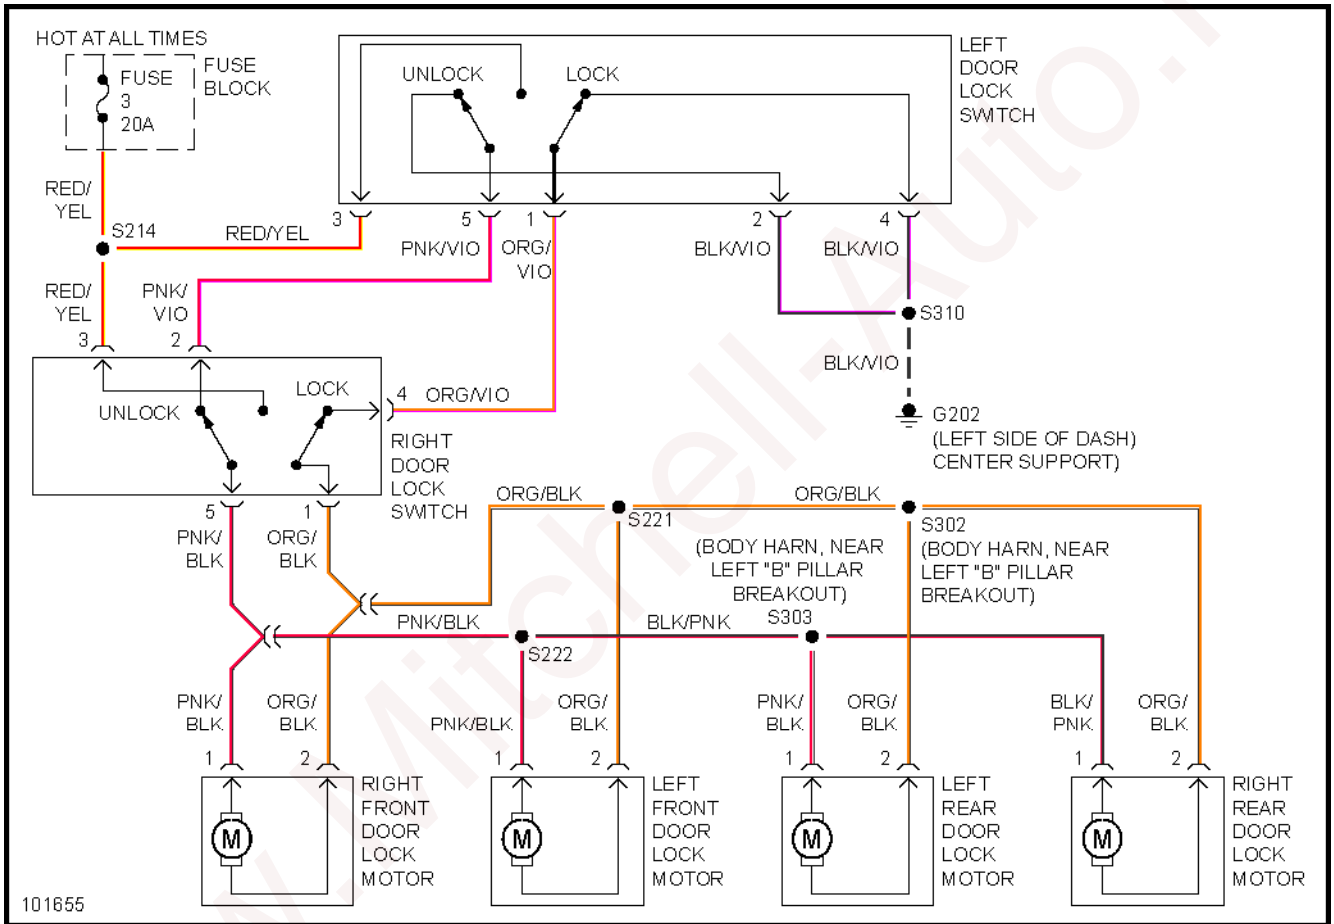 HOT AT ALL TIMES
FUSE
3
20A
FUSE
BLOCK
UNLOCK
LOCK
LEFT
DOOR
LOCK
SWITCH
RED/
YEL
S214
RED/YEL
3
5
1
2
4
PNK/VIO
ORG/
VIO
BLK/VIO
BLK/VIO
RED/
YEL
PNK/
VIO
3
2
S310
BLK/VIO
UNLOCK
LOCK
4
ORG/VIO
G202
(LEFT SIDE OF DASH)
CENTER SUPPORT)
RIGHT
DOOR
LOCK
SWITCH
5
1
PNK/
BLK
ORG/
BLK
ORG/BLK
S221
ORG/BLK
S302
(BODY HARN, NEAR
LEFT "B" PILLAR
BREAKOUT)
(BODY HARN, NEAR
LEFT "B" PILLAR
BREAKOUT)
S303
PNK/BLK
S222
BLK/PNK
PNK/
BLK
ORG/
BLK
PNK/BLK
ORG/
BLK
PNK/
BLK
ORG/
BLK
BLK/
PNK
ORG/
BLK
1
2
1
2
1
2
1
2
M
RIGHT
FRONT
DOOR
LOCK
MOTOR
M
LEFT
FRONT
DOOR
LOCK
MOTOR
M
LEFT
REAR
DOOR
LOCK
MOTOR
M
RIGHT
REAR
DOOR
LOCK
MOTOR
101655
w.Mitchell-Auto.r